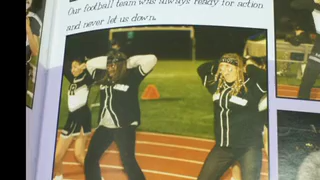 Our football team was always ready for action
and never let us down.